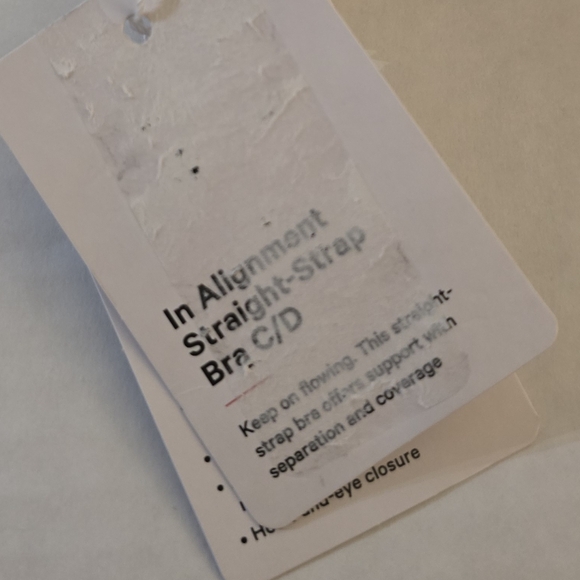 In Alignment
Straight-Strap
Bra C/D
Keep on flowing. This straight-
strap bra offers support with
separation and coverage
-and-eye closure